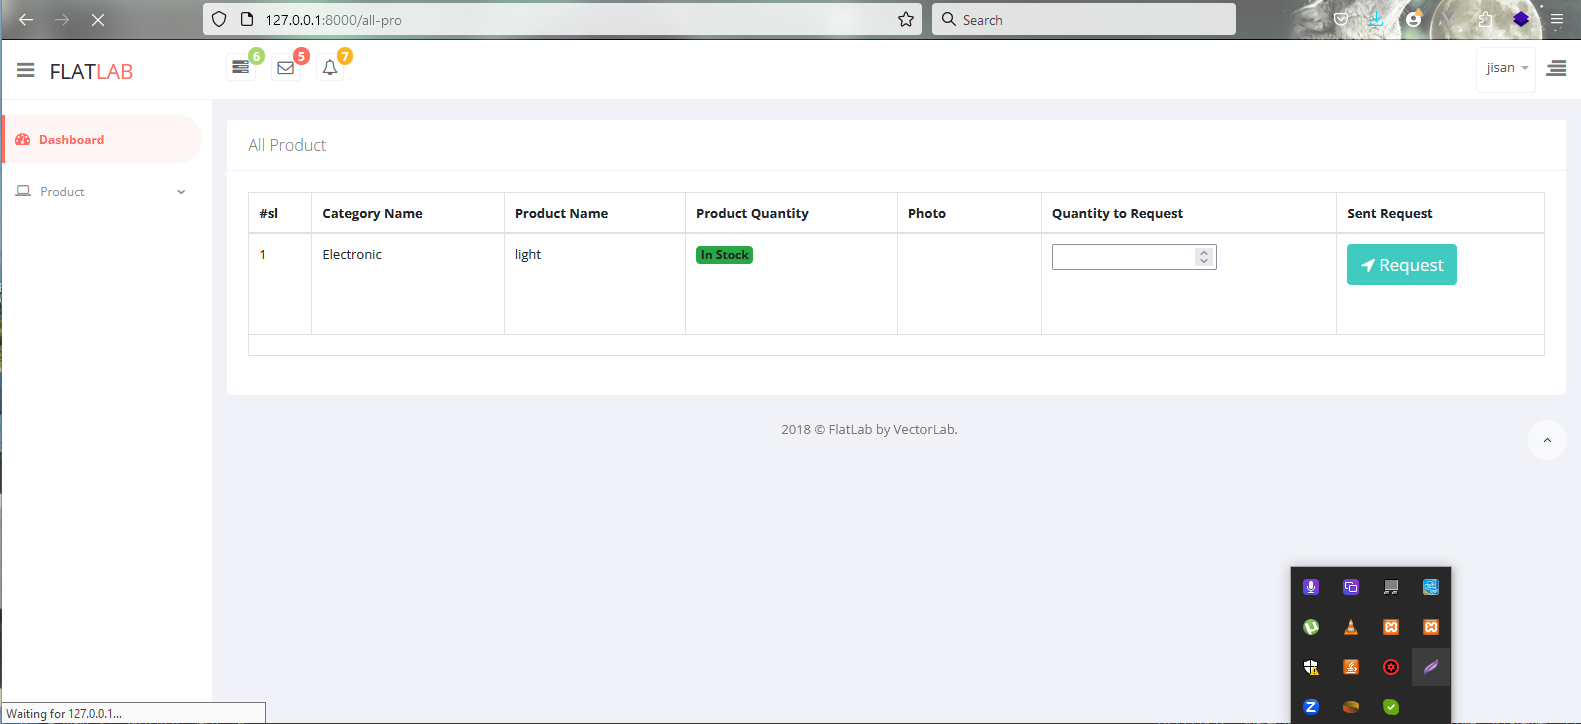 127.0.0.1:8000/all-pro
Search
FLATLAB
6
5
7
jisan
Dashboard
Product
All Product
#sl Category Name Product Name Product Quantity Photo Quantity to Request Sent Request
1 Electronic light In Stock Request
2018 © FlatLab by VectorLab.
Waiting for 127.0.0.1...